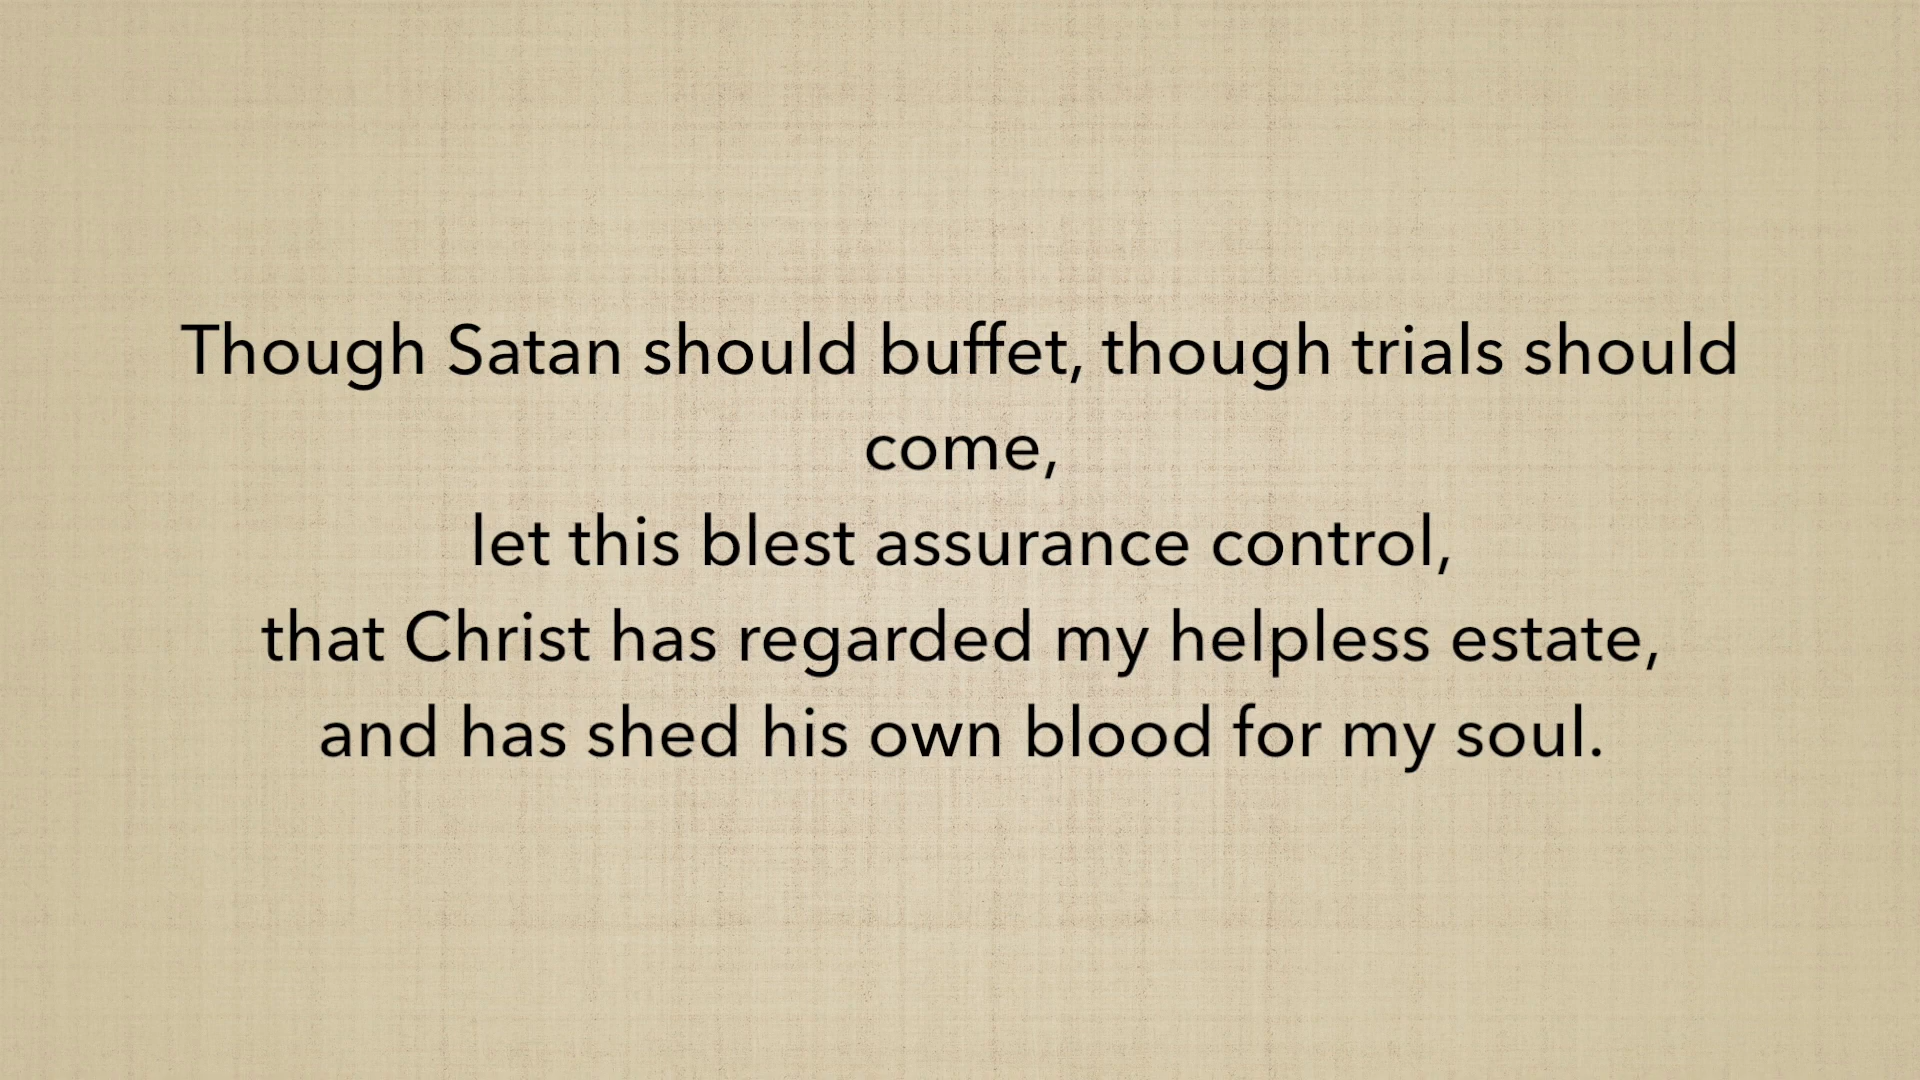 Though Satan should buffet, though trials should
come,
let this blest assurance control,
that Christ has regarded my helpless estate,
and has shed his own blood for my soul.